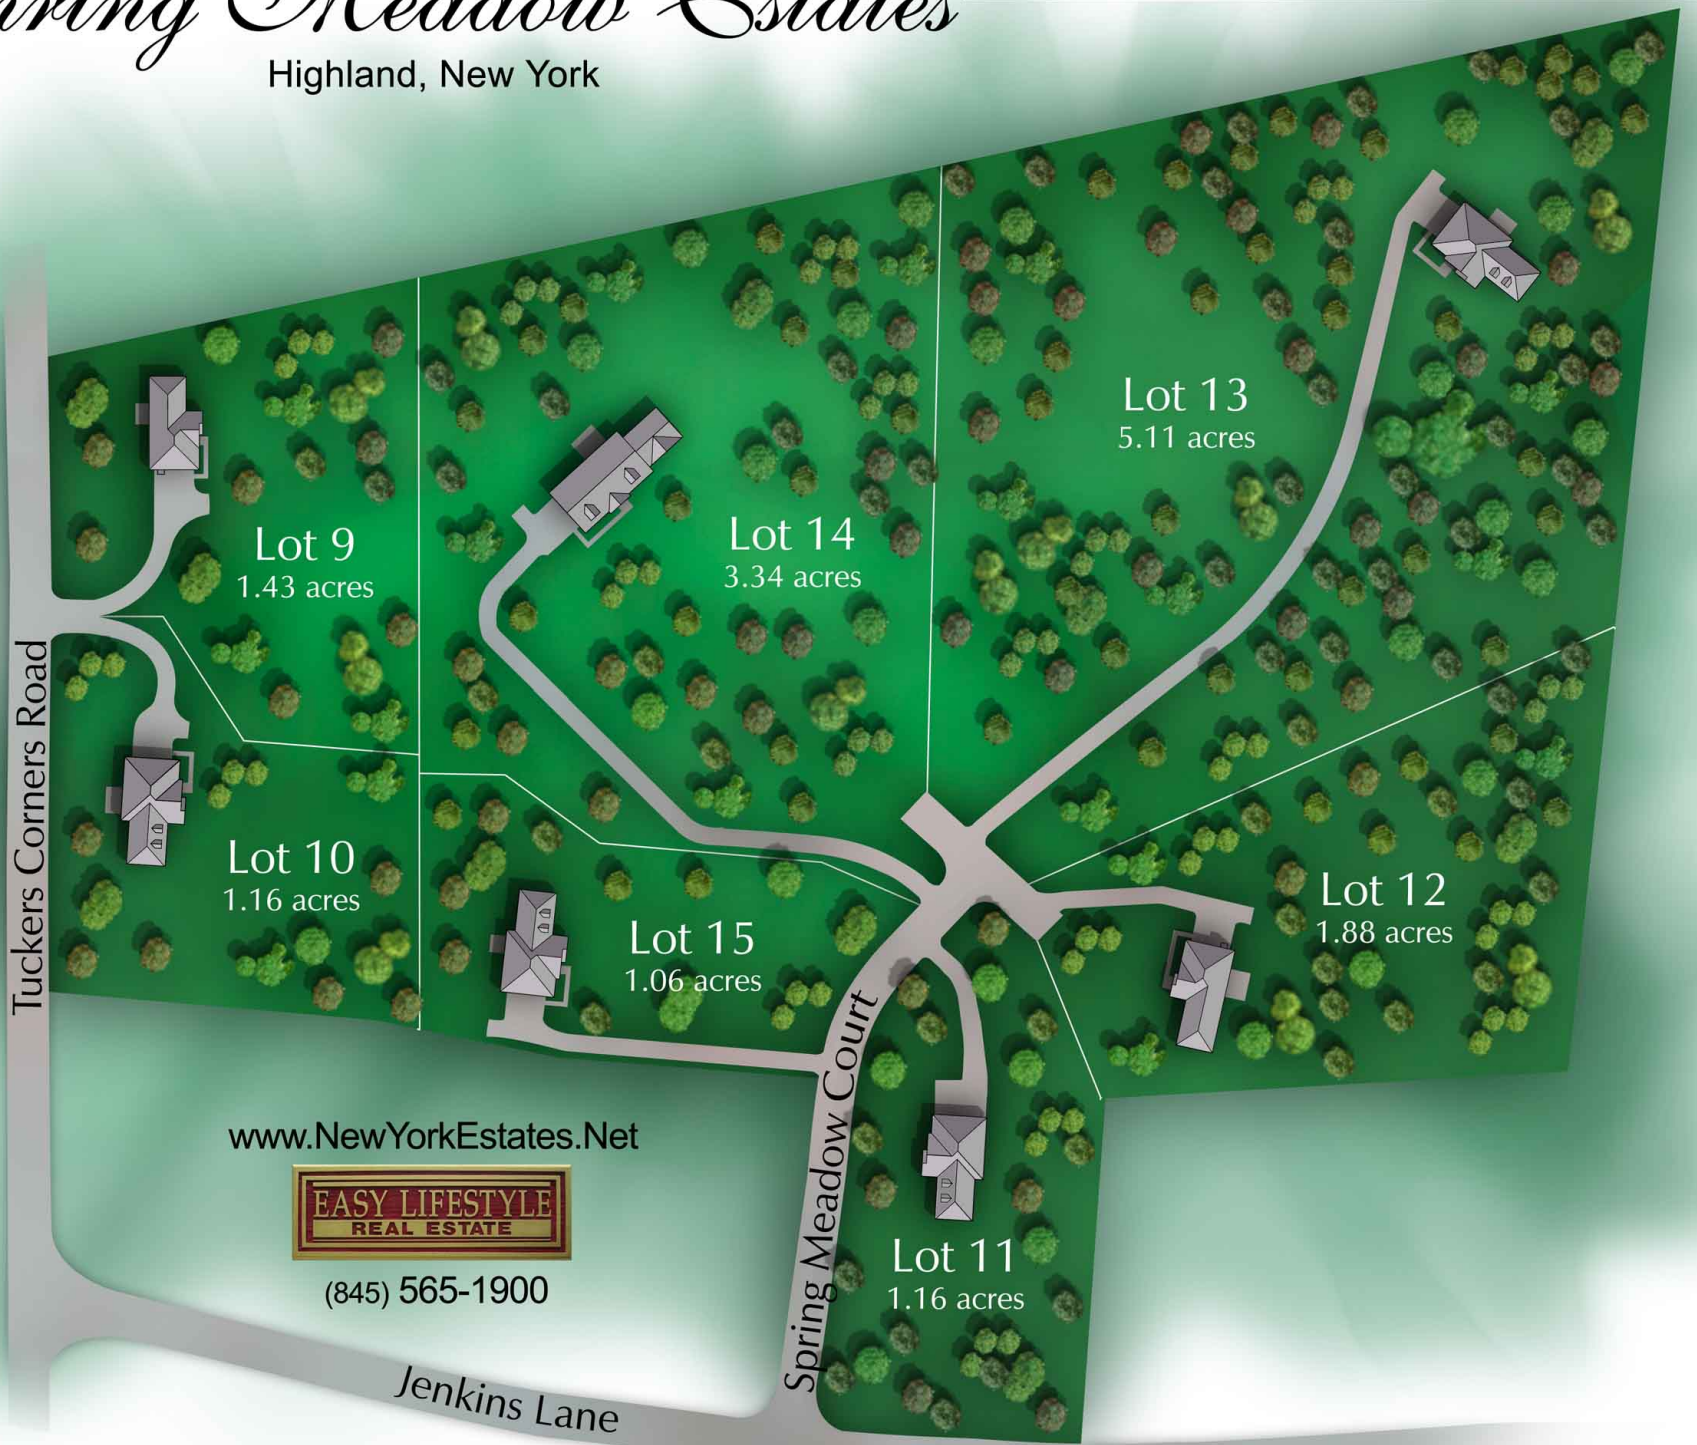 Meadow Estates
Highland, New York
Lot 13
5.11 acres
Lot 14
3.34 acres
Lot 9
1.43 acres
Tuckers Corners Road
Lot 10
1.16 acres
Lot 12
1.88 acres
Lot 15
1.06 acres
Spring Meadow Court
www.NewYorkEstates.Net
EASY LIFESTYLE
REAL ESTATE
(845) 565-1900
Lot 11
1.16 acres
Jenkins Lane